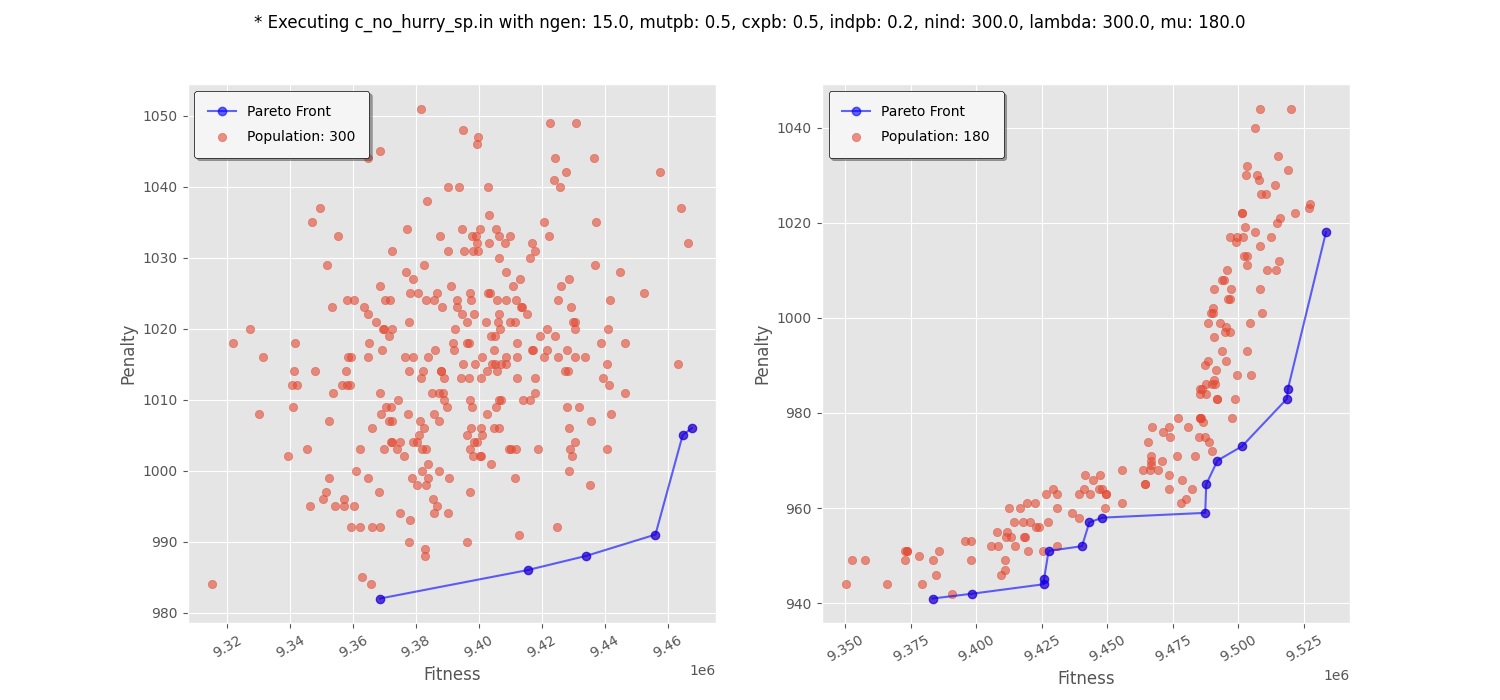 * Executing c_no_hurry_sp.in with ngen: 15.0, mutpb: 0.5, cxpb: 0.5, indpb: 0.2, nind: 300.0, lambda: 300.0, mu: 180.0
Pareto Front
Population: 300
1050
1040
1030
1020
1010
1000
990
980
Penalty
9.32
9.34
9.36
9.38
9.40
9.42
9.44
9.46
1e6
Fitness
Pareto Front
Population: 180
1040
1020
1000
980
960
940
Penalty
9.350
9.375
9.400
9.425
9.450
9.475
9.500
9.525
1e6
Fitness